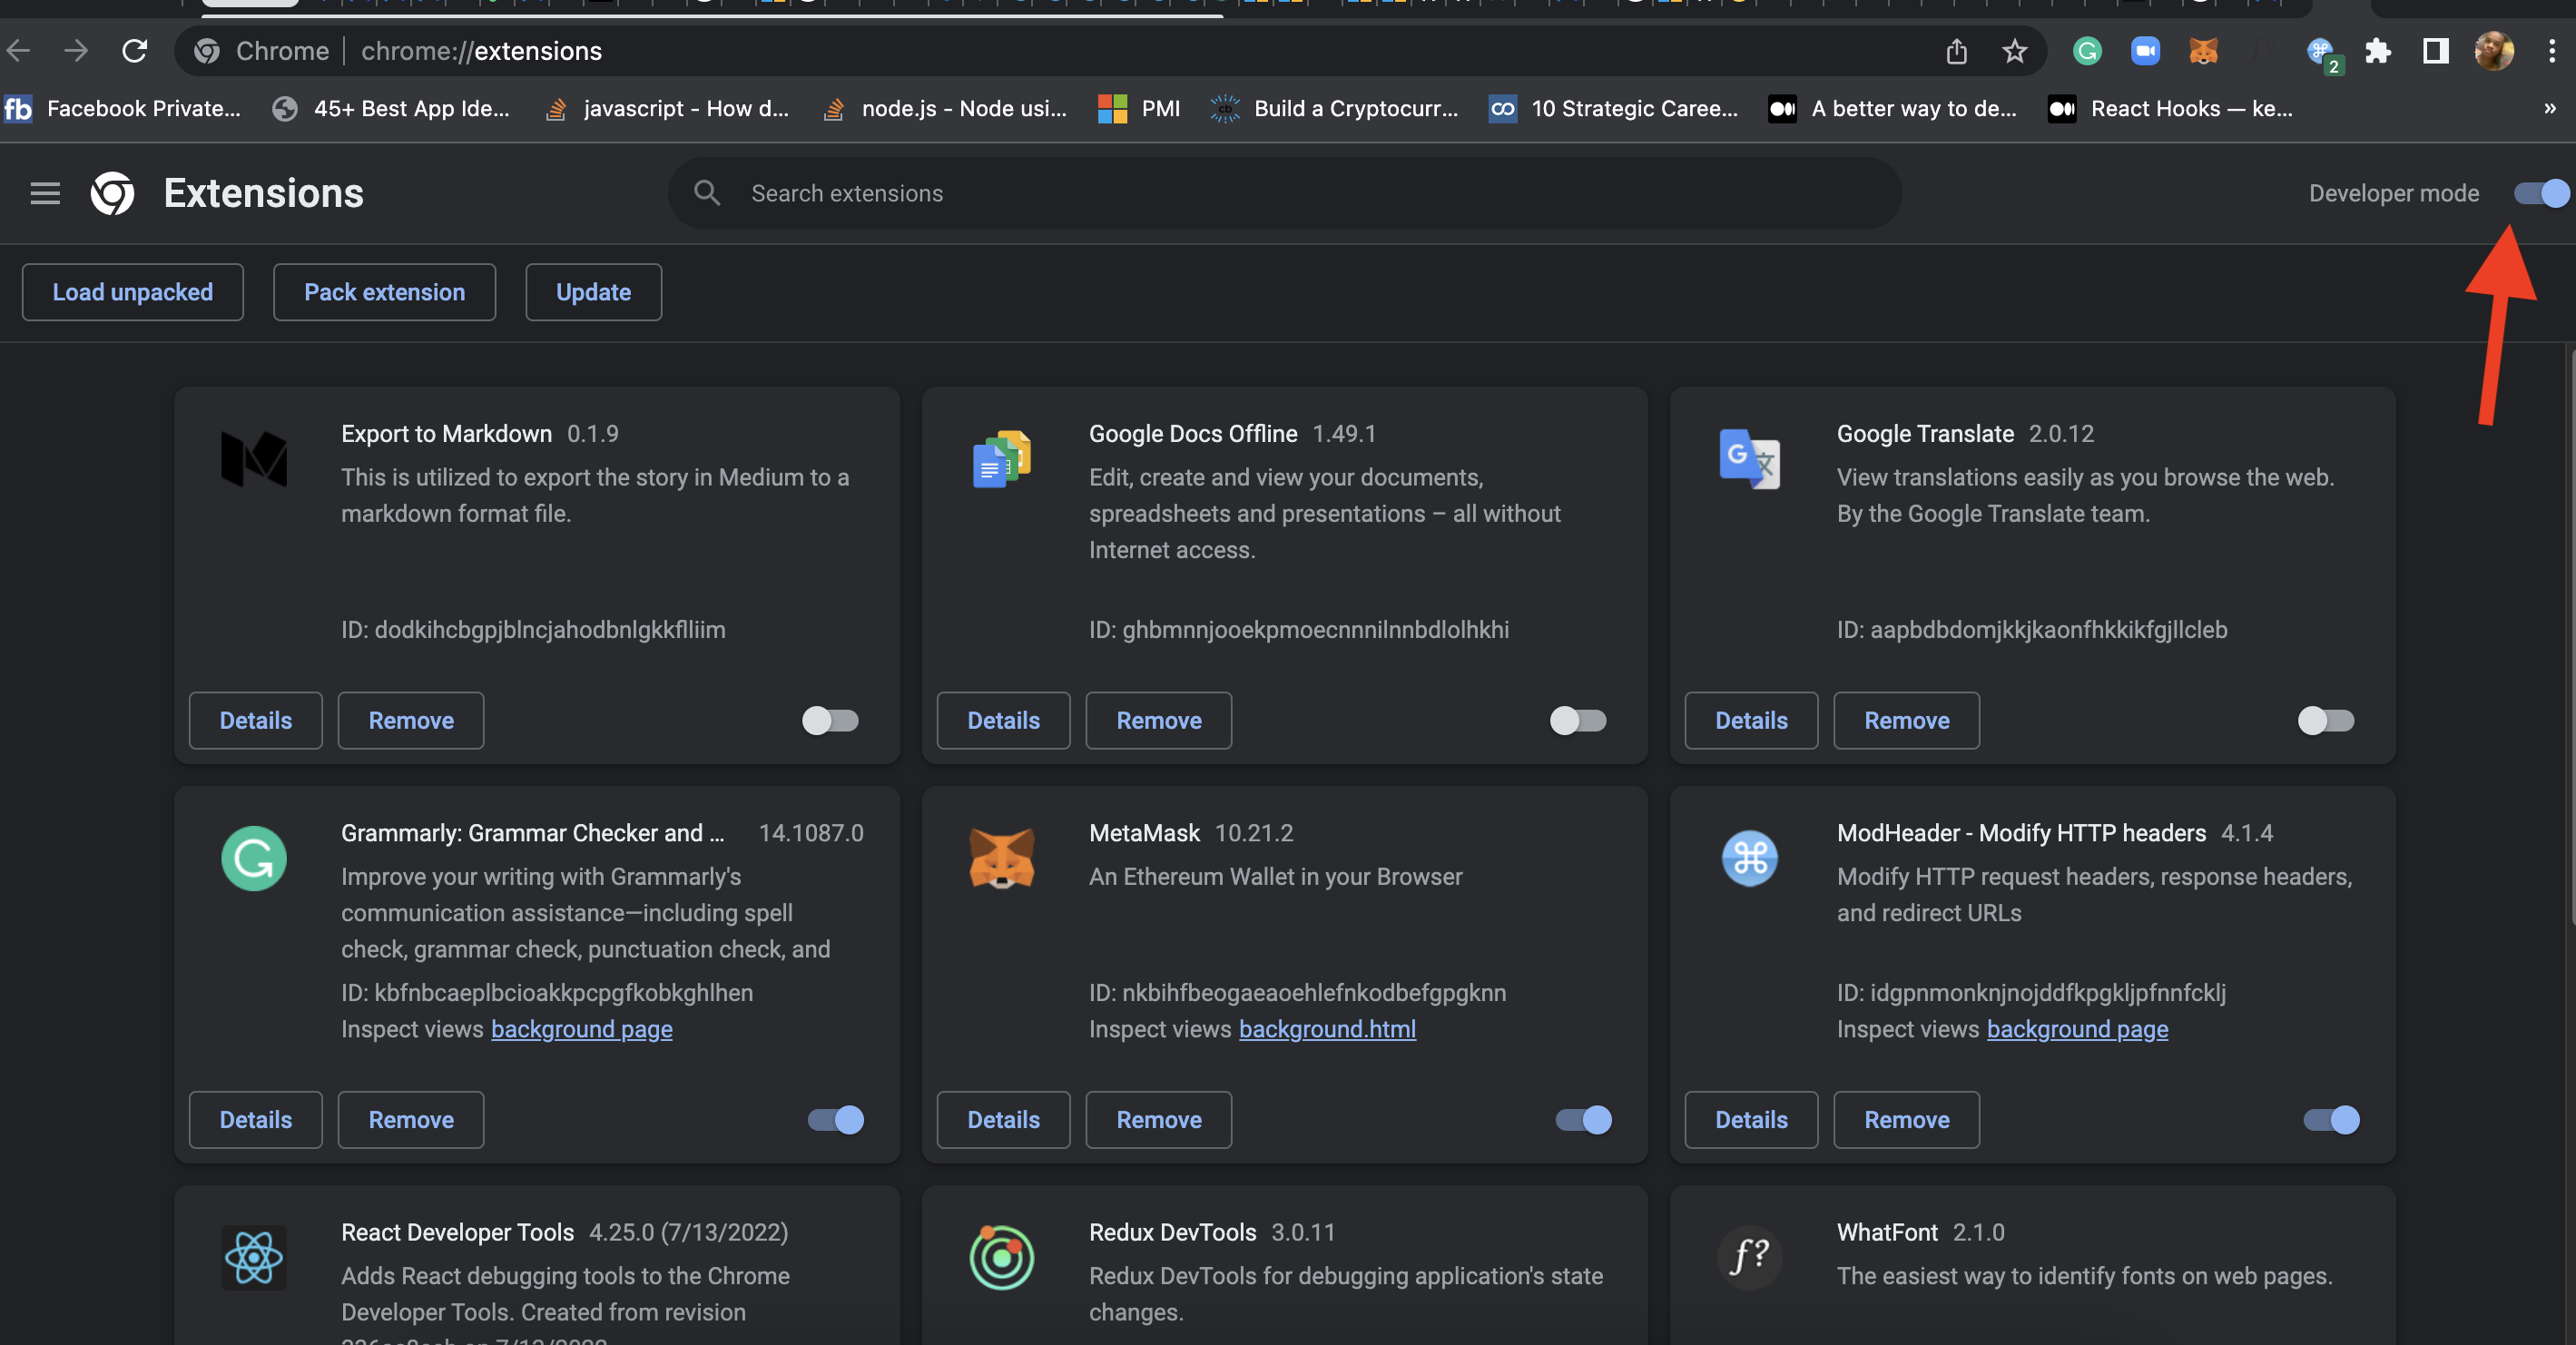 Chrome | chrome://extensions
2
fb Facebook Private... 45+ Best App Ide... javascript - How d... node.js - Node usi... PMI cb Build a Cryptocurr... 10 Strategic Caree... A better way to de... React Hooks — ke... »
Extensions Search extensions Developer mode
Load unpacked Pack extension Update
Export to Markdown 0.1.9
This is utilized to export the story in Medium to a
markdown format file.
ID: dodkihcbgpjblncjahodbnlgkkflliim
Details Remove
Google Docs Offline 1.49.1
Edit, create and view your documents,
spreadsheets and presentations – all without
Internet access.
ID: ghbmnnjooekpmoecnnnilnnbdlolhkhi
Details Remove
Google Translate 2.0.12
View translations easily as you browse the web.
By the Google Translate team.
ID: aapbdbdomjkkjkaonfhkkikfgjllcleb
Details Remove
Grammarly: Grammar Checker and ... 14.1087.0
Improve your writing with Grammarly's
communication assistance—including spell
check, grammar check, punctuation check, and
ID: kbfnbcaeplbcioakkpcpgfkobkghlhen
Inspect views background page
Details Remove
MetaMask 10.21.2
An Ethereum Wallet in your Browser
ID: nkbihfbeogaeaoehlefnkodbefgpgknn
Inspect views background.html
Details Remove
ModHeader - Modify HTTP headers 4.1.4
Modify HTTP request headers, response headers,
and redirect URLs
ID: idgpnmonknjnojddfkpgkljpfnnfcklj
Inspect views background page
Details Remove
React Developer Tools 4.25.0 (7/13/2022)
Adds React debugging tools to the Chrome
Developer Tools. Created from revision
Redux DevTools 3.0.11
Redux DevTools for debugging application's state
changes.
f?
WhatFont 2.1.0
The easiest way to identify fonts on web pages.